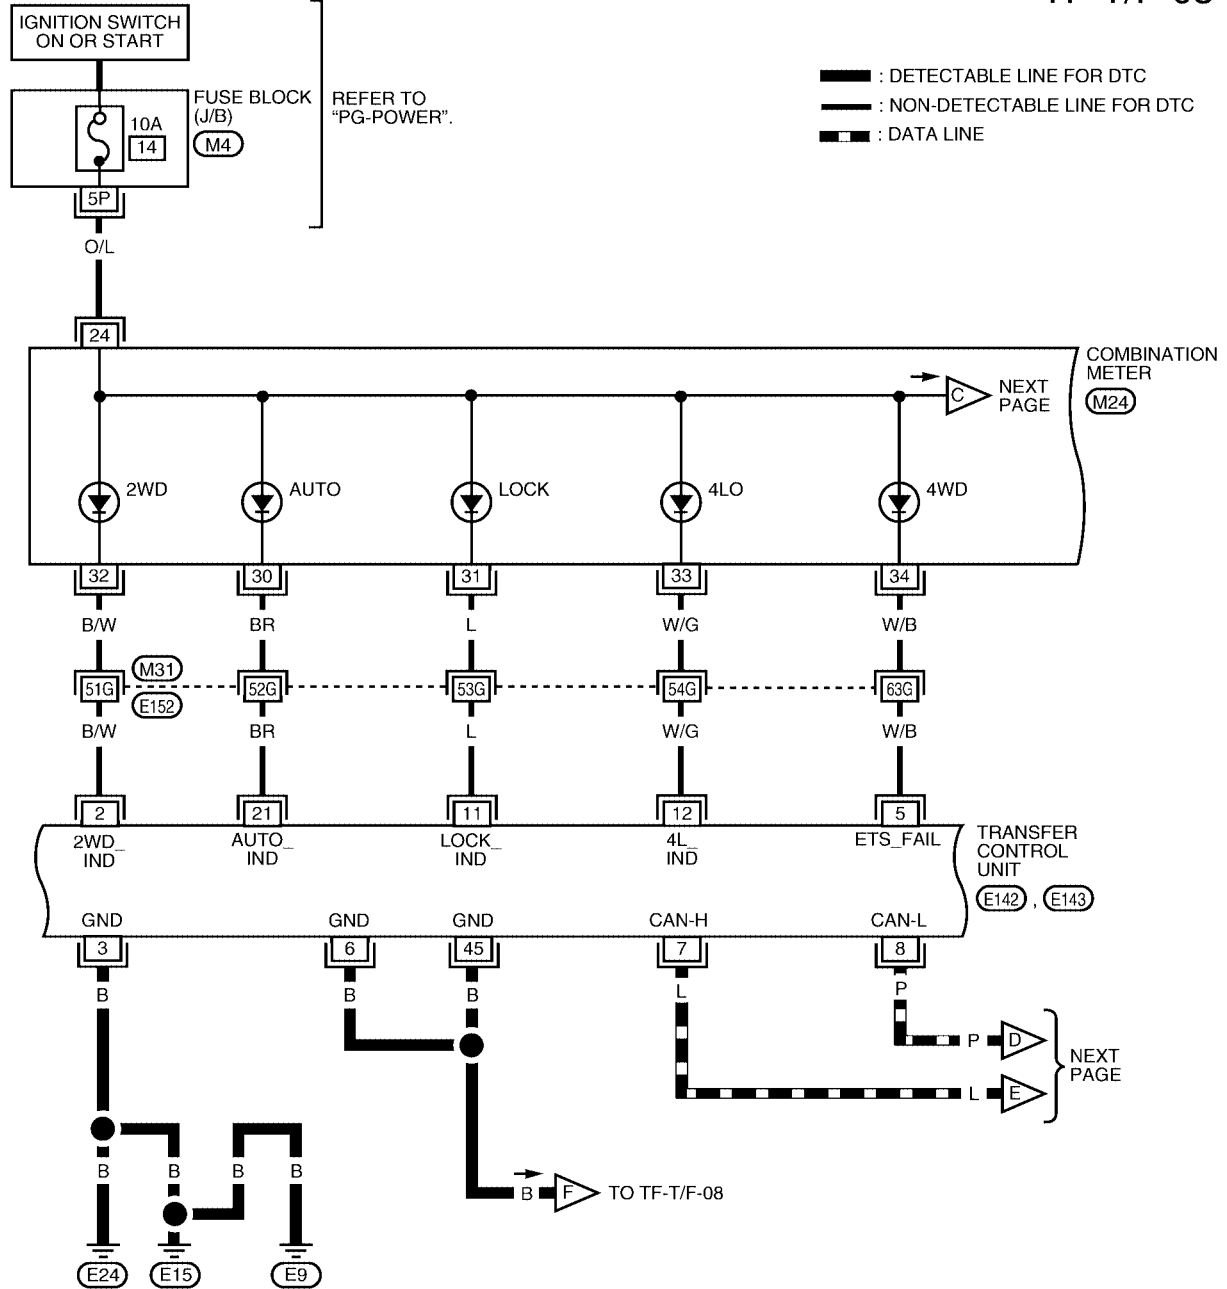 IGNITION SWITCH
ON OR START
FUSE BLOCK
(J/B)
M4
10A
14
REFER TO
"PG-POWER".
: DETECTABLE LINE FOR DTC
: NON-DETECTABLE LINE FOR DTC
: DATA LINE
5P
O/L
24
COMBINATION
METER
M24
C
NEXT
PAGE
2WD
AUTO
LOCK
4LO
4WD
32
30
31
33
34
B/W
BR
L
W/G
W/B
M31
51G
52G
53G
54G
63G
E152
B/W
BR
L
W/G
W/B
2
21
11
12
5
2WD_
IND
AUTO_
IND
LOCK_
IND
4L_
IND
ETS_FAIL
TRANSFER
CONTROL
UNIT
E142 , E143
GND
GND
GND
CAN-H
CAN-L
3
6
45
7
8
B
B
B
L
P
P
D
L
E
NEXT
PAGE
B
B
B
B
B
F
TO TF-T/F-08
E24
E15
E9